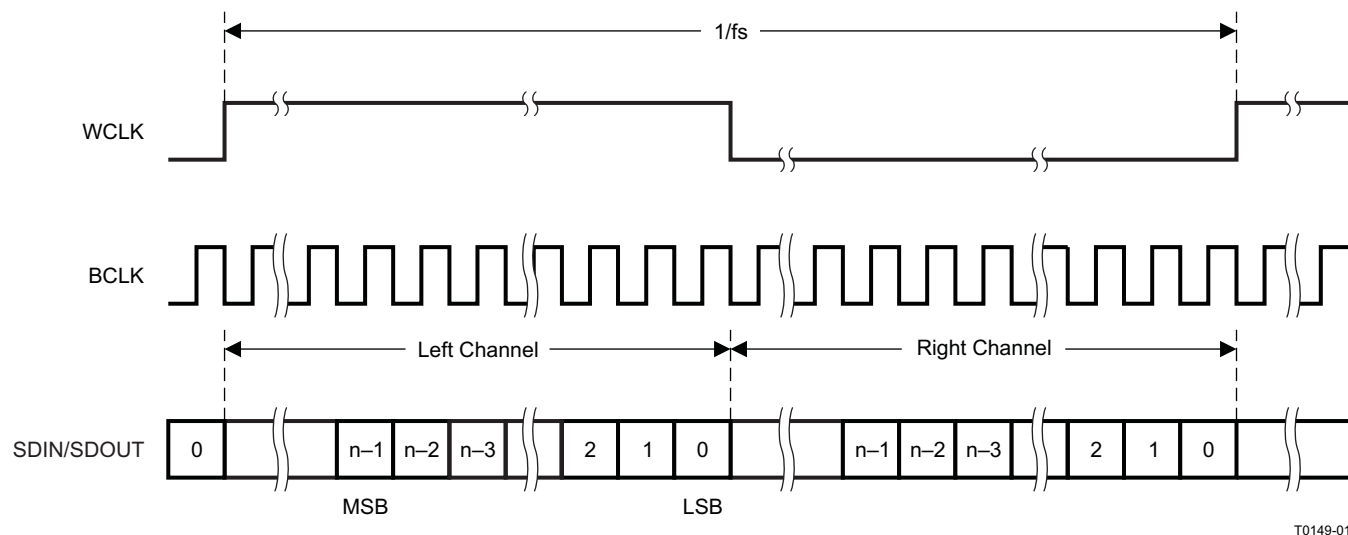 1/fs
WCLK
BCLK
Left Channel Right Channel
SDIN/SDOUT 0 n–1 n–2 n–3 2 1 0 n–1 n–2 n–3 2 1 0
MSB LSB
T0149-01